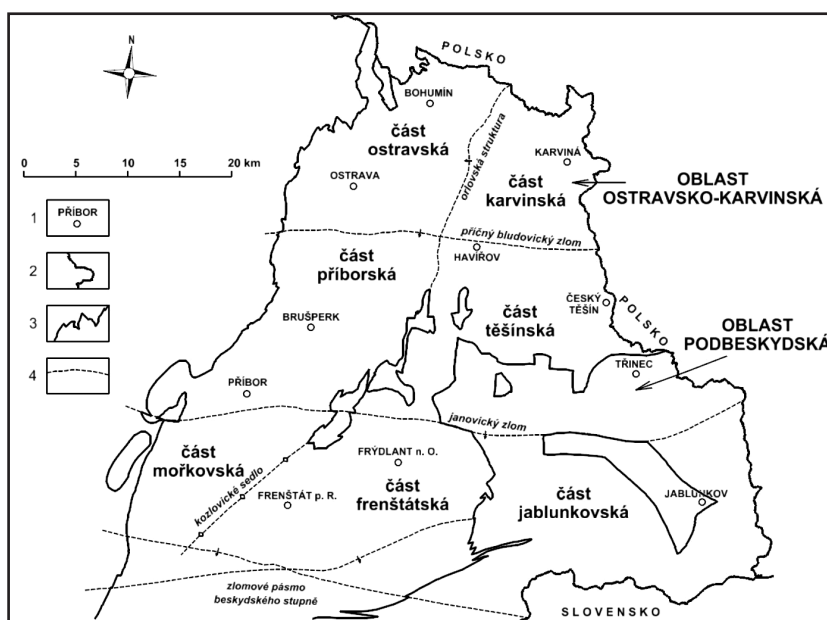 N
POLSKO
BOHUMÍN
část
ostravská
orlovská struktura
KARVINÁ
0 5 10 15 20 km
OSTRAVA
část
karvinská
OBLAST
OSTRAVSKO-KARVINSKÁ
1 PŘÍBOR
příčný bludovický zlom
HAVÍŘOV
část
příborská
2
ČESKÝ
TĚŠÍN
POLSKO
BRUŠPERK
část
těšínská
3
OBLAST
PODBESKYDSKÁ
TŘINEC
4
PŘÍBOR
janovický zlom
část
mořkovská
FRÝDLANT n. O.
kozlovické sedlo
FRENŠTÁT p. R.
část
frenštátská
část
jablunkovská
JABLUNKOV
zlomové pásmo
beskydského stupně
SLOVENSKO